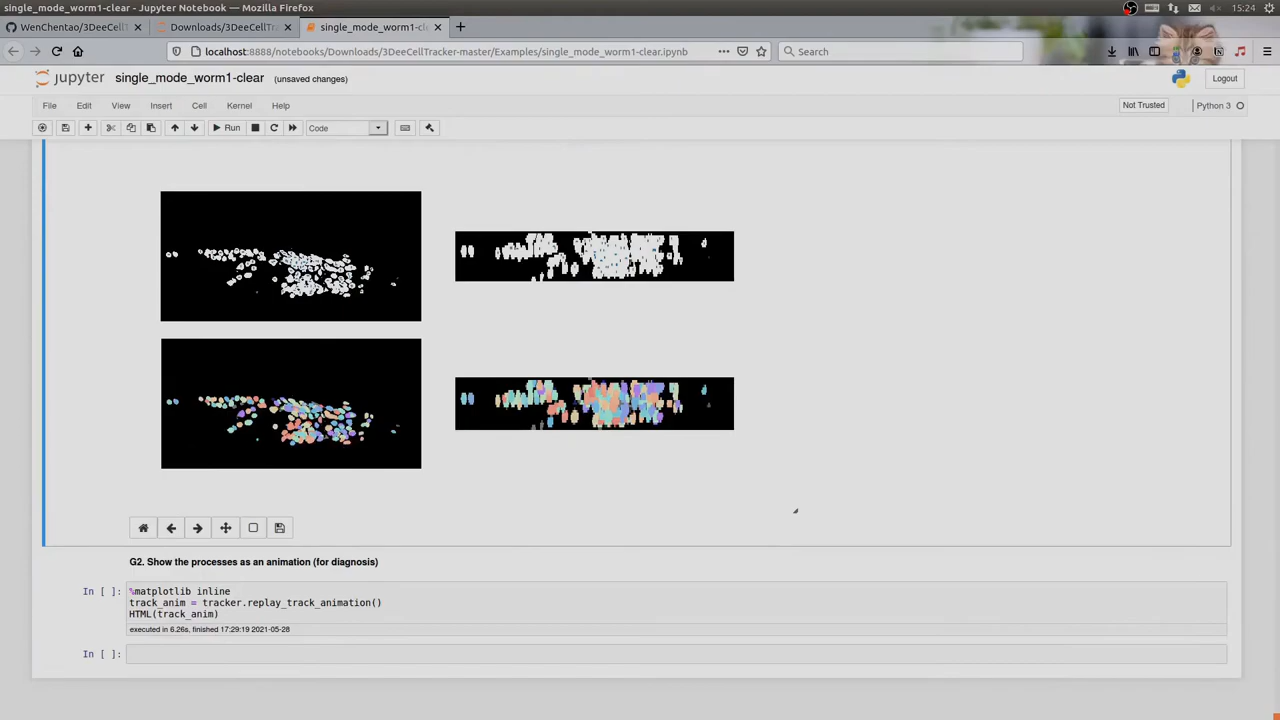 single_mode_worm1-clear - Jupyter Notebook - Mozilla Firefox
15:24
WenChentao/3DeeCellT
Downloads/3DeeCellTrack
single_mode_worm1-cle
localhost:8888/notebooks/Downloads/3DeeCellTracker-master/Examples/single_mode_worm1-clear.ipynb
Search
jupyter single_mode_worm1-clear (unsaved changes)
Logout
File Edit View Insert Cell Kernel Help
Not Trusted
Python 3
Run
Code
G2. Show the processes as an animation (for diagnosis)
In [ ]: %matplotlib inline
track_anim = tracker.replay_track_animation()
HTML(track_anim)
executed in 6.26s, finished 17:29:19 2021-05-28
In [ ]: